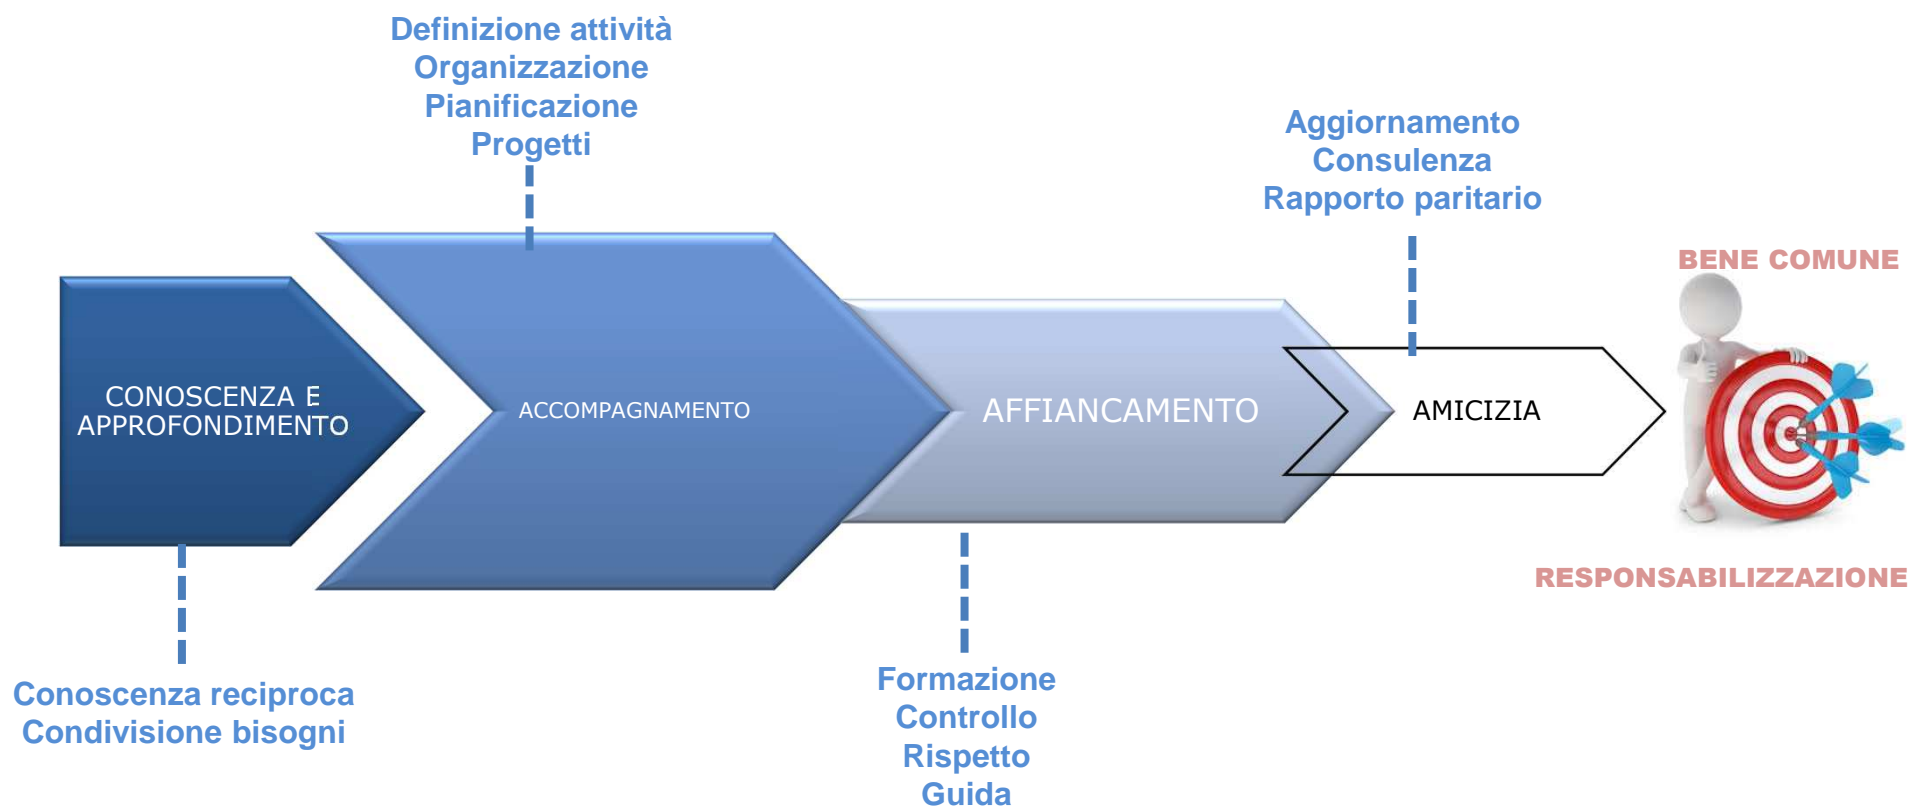 Definizione attività
Organizzazione
Pianificazione
Progetti
Aggiornamento
Consulenza
Rapporto paritario
BENE COMUNE
CONOSCENZA E
APPROFONDIMENTO
ACCOMPAGNAMENTO
AFFIANCAMENTO
AMICIZIA
RESPONSABILIZZAZIONE
Conoscenza reciproca
Condivisione bisogni
Formazione
Controllo
Rispetto
Guida